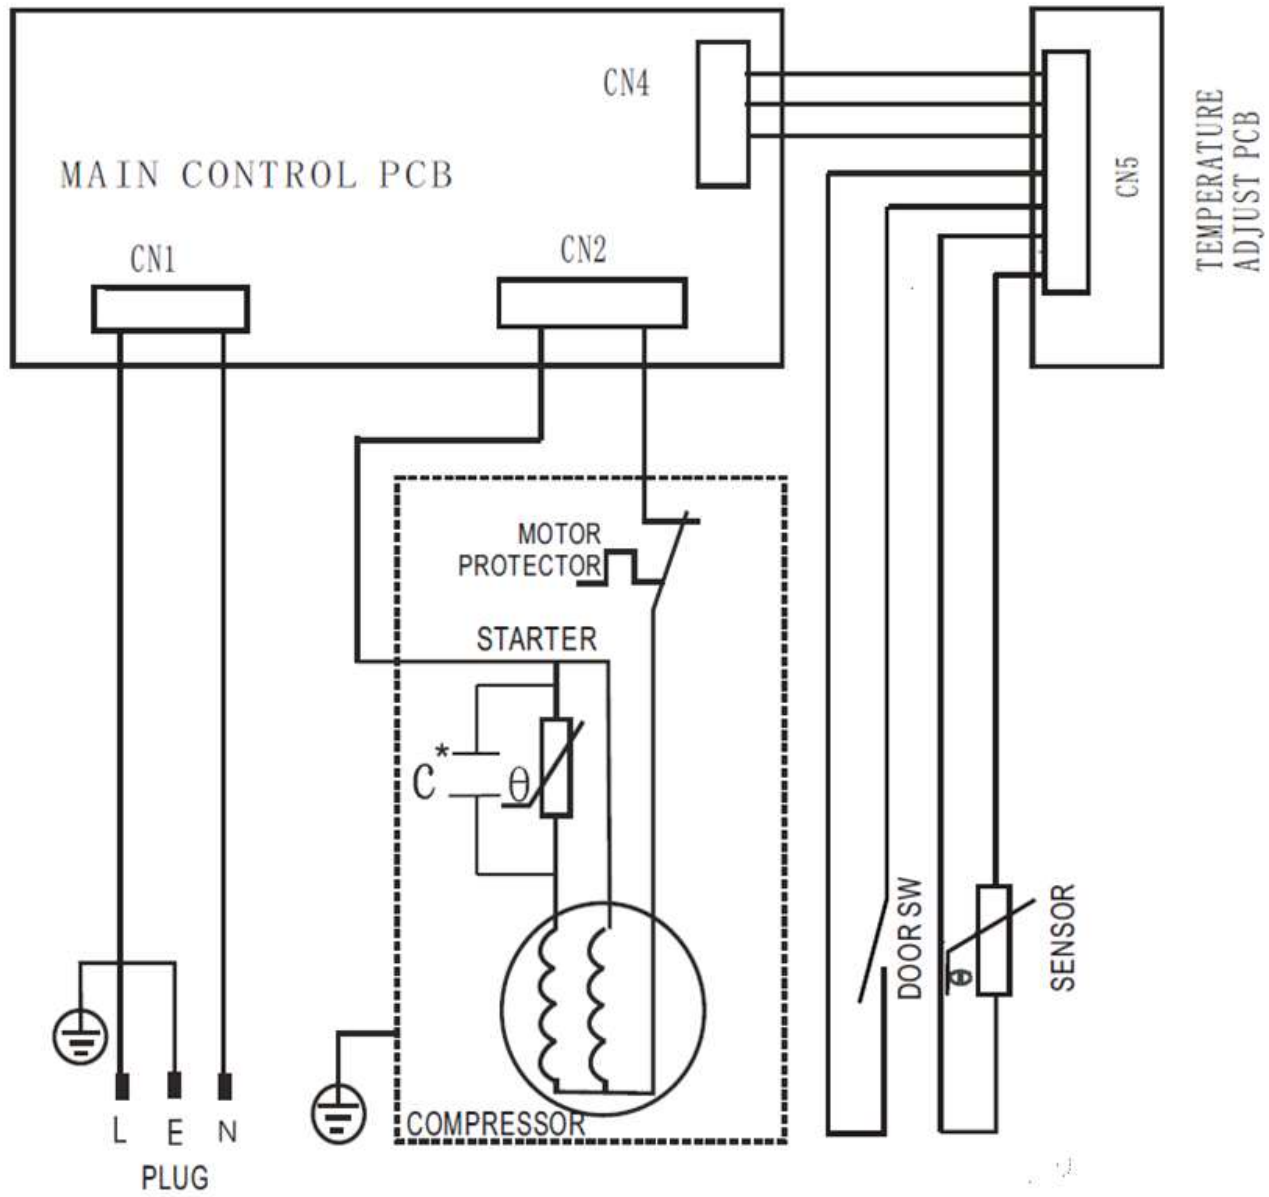 CN4
MAIN CONTROL PCB
CN1
CN2
CN5
TEMPERATURE
ADJUST PCB
MOTOR
PROTECTOR
STARTER
C*
θ
DOOR SW
θ
SENSOR
COMPRESSOR
L E N
PLUG